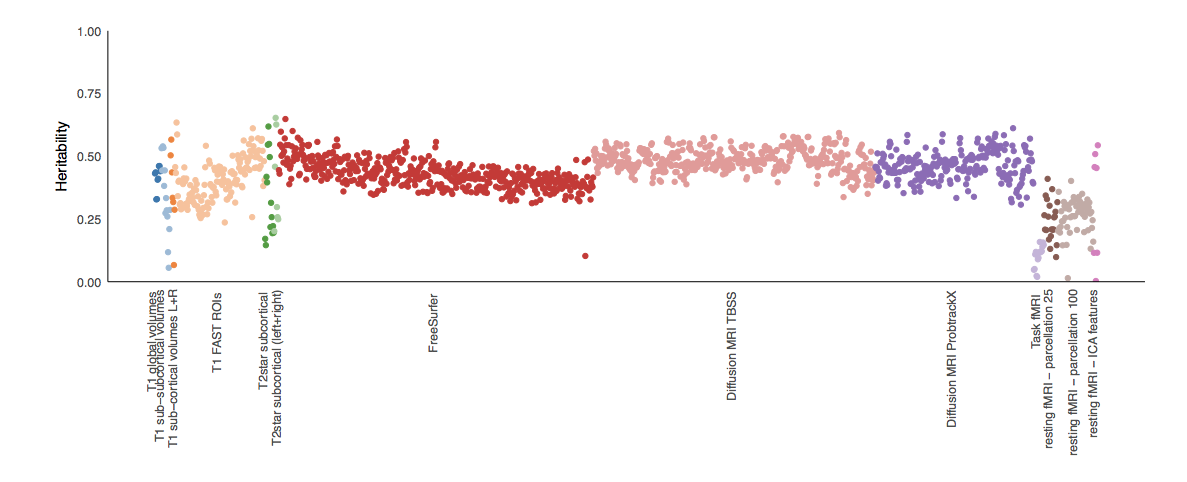 1.00
0.75
0.50
0.25
0.00
Heritability
T1 global volumes
T1 sub−subcortical volumes
T1 sub−cortical volumes L+R
T1 FAST ROIs
T2star subcortical
T2star subcortical (left+right)
FreeSurfer
Diffusion MRI TBSS
Diffusion MRI ProbtrackX
Task fMRI
resting fMRI − parcellation 25
resting fMRI − parcellation 100
resting fMRI − ICA features